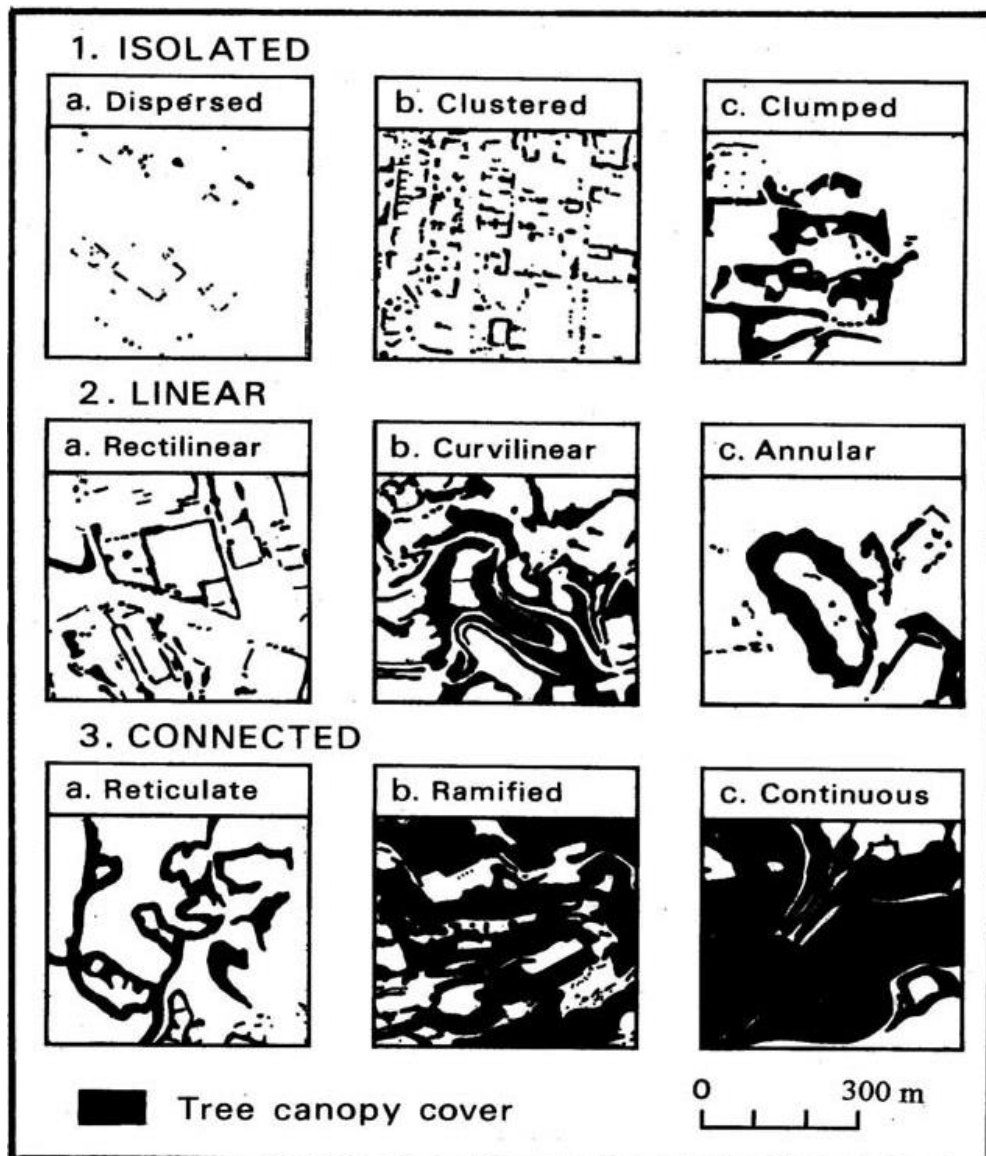 1. ISOLATED
a. Dispersed
b. Clustered
c. Clumped
2. LINEAR
a. Rectilinear
b. Curvilinear
c. Annular
3. CONNECTED
a. Reticulate
b. Ramified
c. Continuous
Tree canopy cover
0 300 m